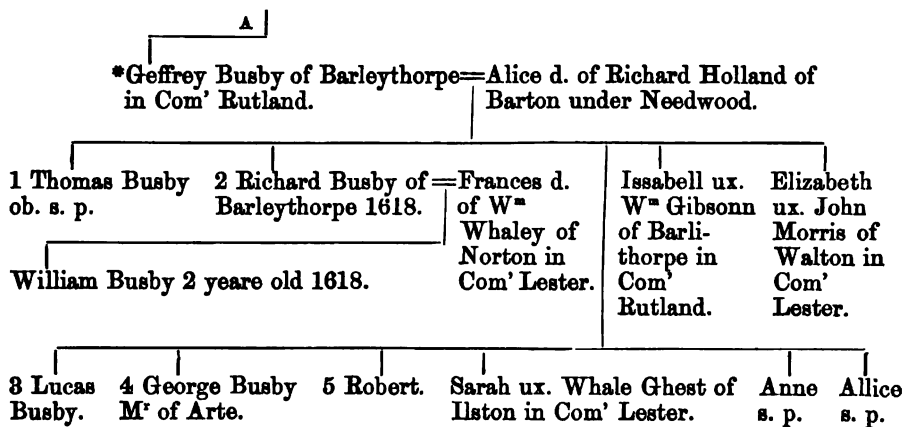 A
*Geffrey Busby of Barleythorpe=Alice d. of Richard Holland of
in Com' Rutland. Barton under Needwood.
1 Thomas Busby
ob. s. p.
2 Richard Busby of
Barleythorpe 1618.
=Frances d.
of Wᵐ
Whaley of
Norton in
Com' Lester.
Issabell ux.
Wᵐ Gibsonn
of Barli-
thorpe in
Com'
Rutland.
Elizabeth
ux. John
Morris of
Walton in
Com'
Lester.
William Busby 2 yeare old 1618.
3 Lucas
Busby.
4 George Busby
Mʳ of Arte.
5 Robert.
Sarah ux. Whale Ghest of
Ilston in Com' Lester.
Anne
s. p.
Allice
s. p.